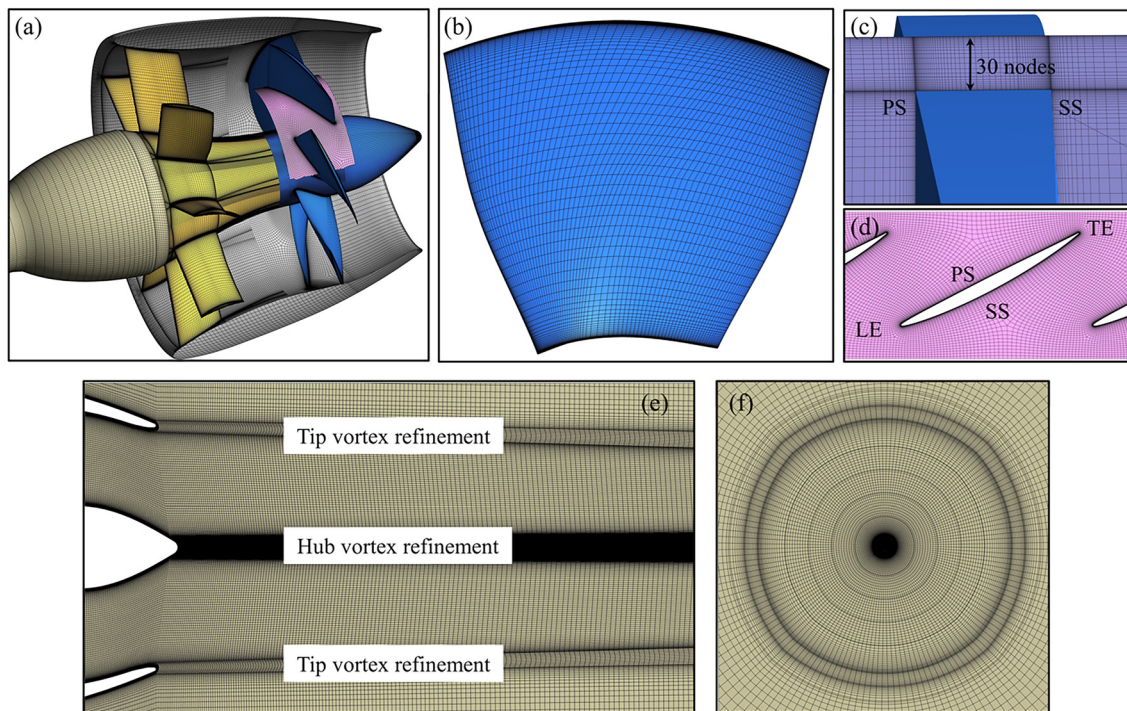 (a)
(b)
(c)
30 nodes
PS
SS
(d)
TE
PS
SS
LE
(e)
Tip vortex refinement
Hub vortex refinement
Tip vortex refinement
(f)